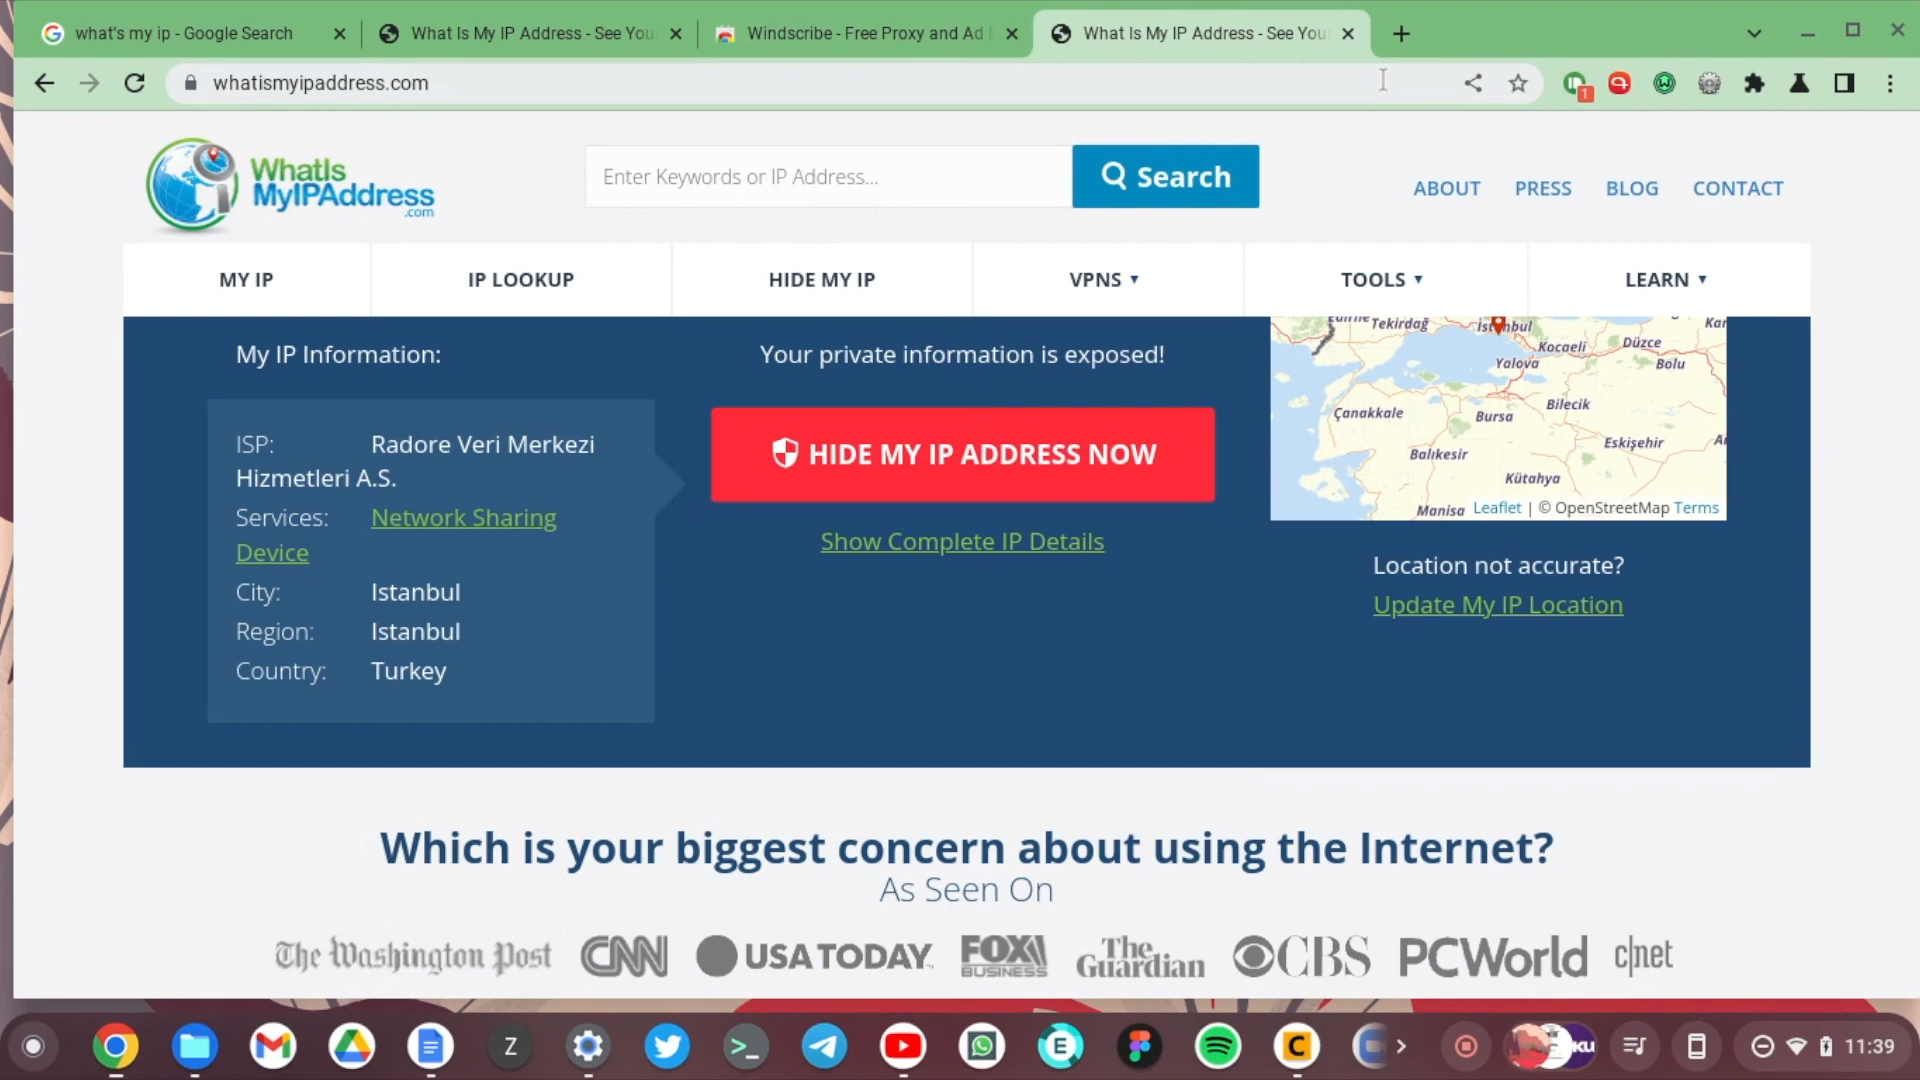 what's my ip - Google Search
What Is My IP Address - See You
Windscribe - Free Proxy and Ad
What Is My IP Address - See You
whatismyipaddress.com
1
WhatIs
MyIPAddress
.com
Enter Keywords or IP Address...
Search
ABOUT
PRESS
BLOG
CONTACT
MY IP
IP LOOKUP
HIDE MY IP
VPNS
TOOLS
LEARN
My IP Information:
ISP: Radore Veri Merkezi
Hizmetleri A.S.
Services: Network Sharing
Device
City: Istanbul
Region: Istanbul
Country: Turkey
Your private information is exposed!
HIDE MY IP ADDRESS NOW
Show Complete IP Details
Tekirdağ
İstanbul
Kocaeli
Düzce
Yalova
Bolu
Çanakkale
Bursa
Bilecik
Eskişehir
Balıkesir
Kütahya
Manisa
Leaflet | © OpenStreetMap Terms
Location not accurate?
Update My IP Location
Which is your biggest concern about using the Internet?
As Seen On
The Washington Post
CNN
USA TODAY
FOX
BUSINESS
The
Guardian
CBS
PCWorld
c|net
Z
>_
E
C
KU
11:39